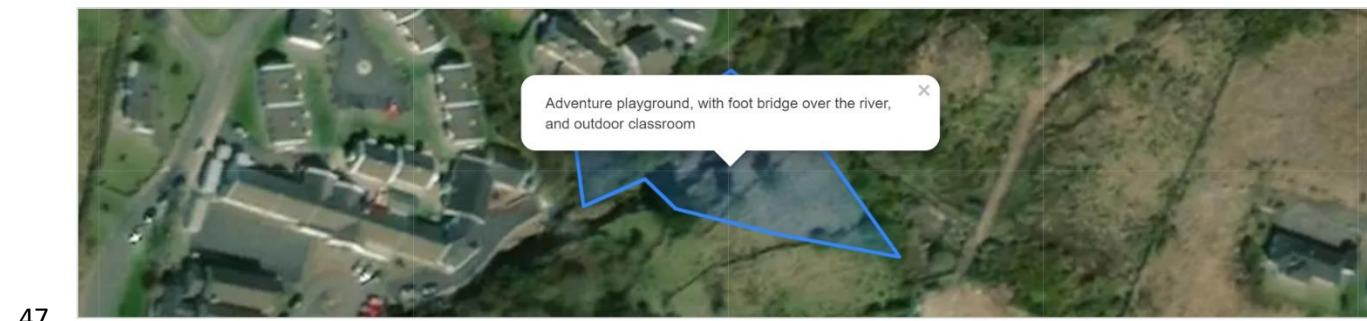 Adventure playground, with foot bridge over the river,
and outdoor classroom
47